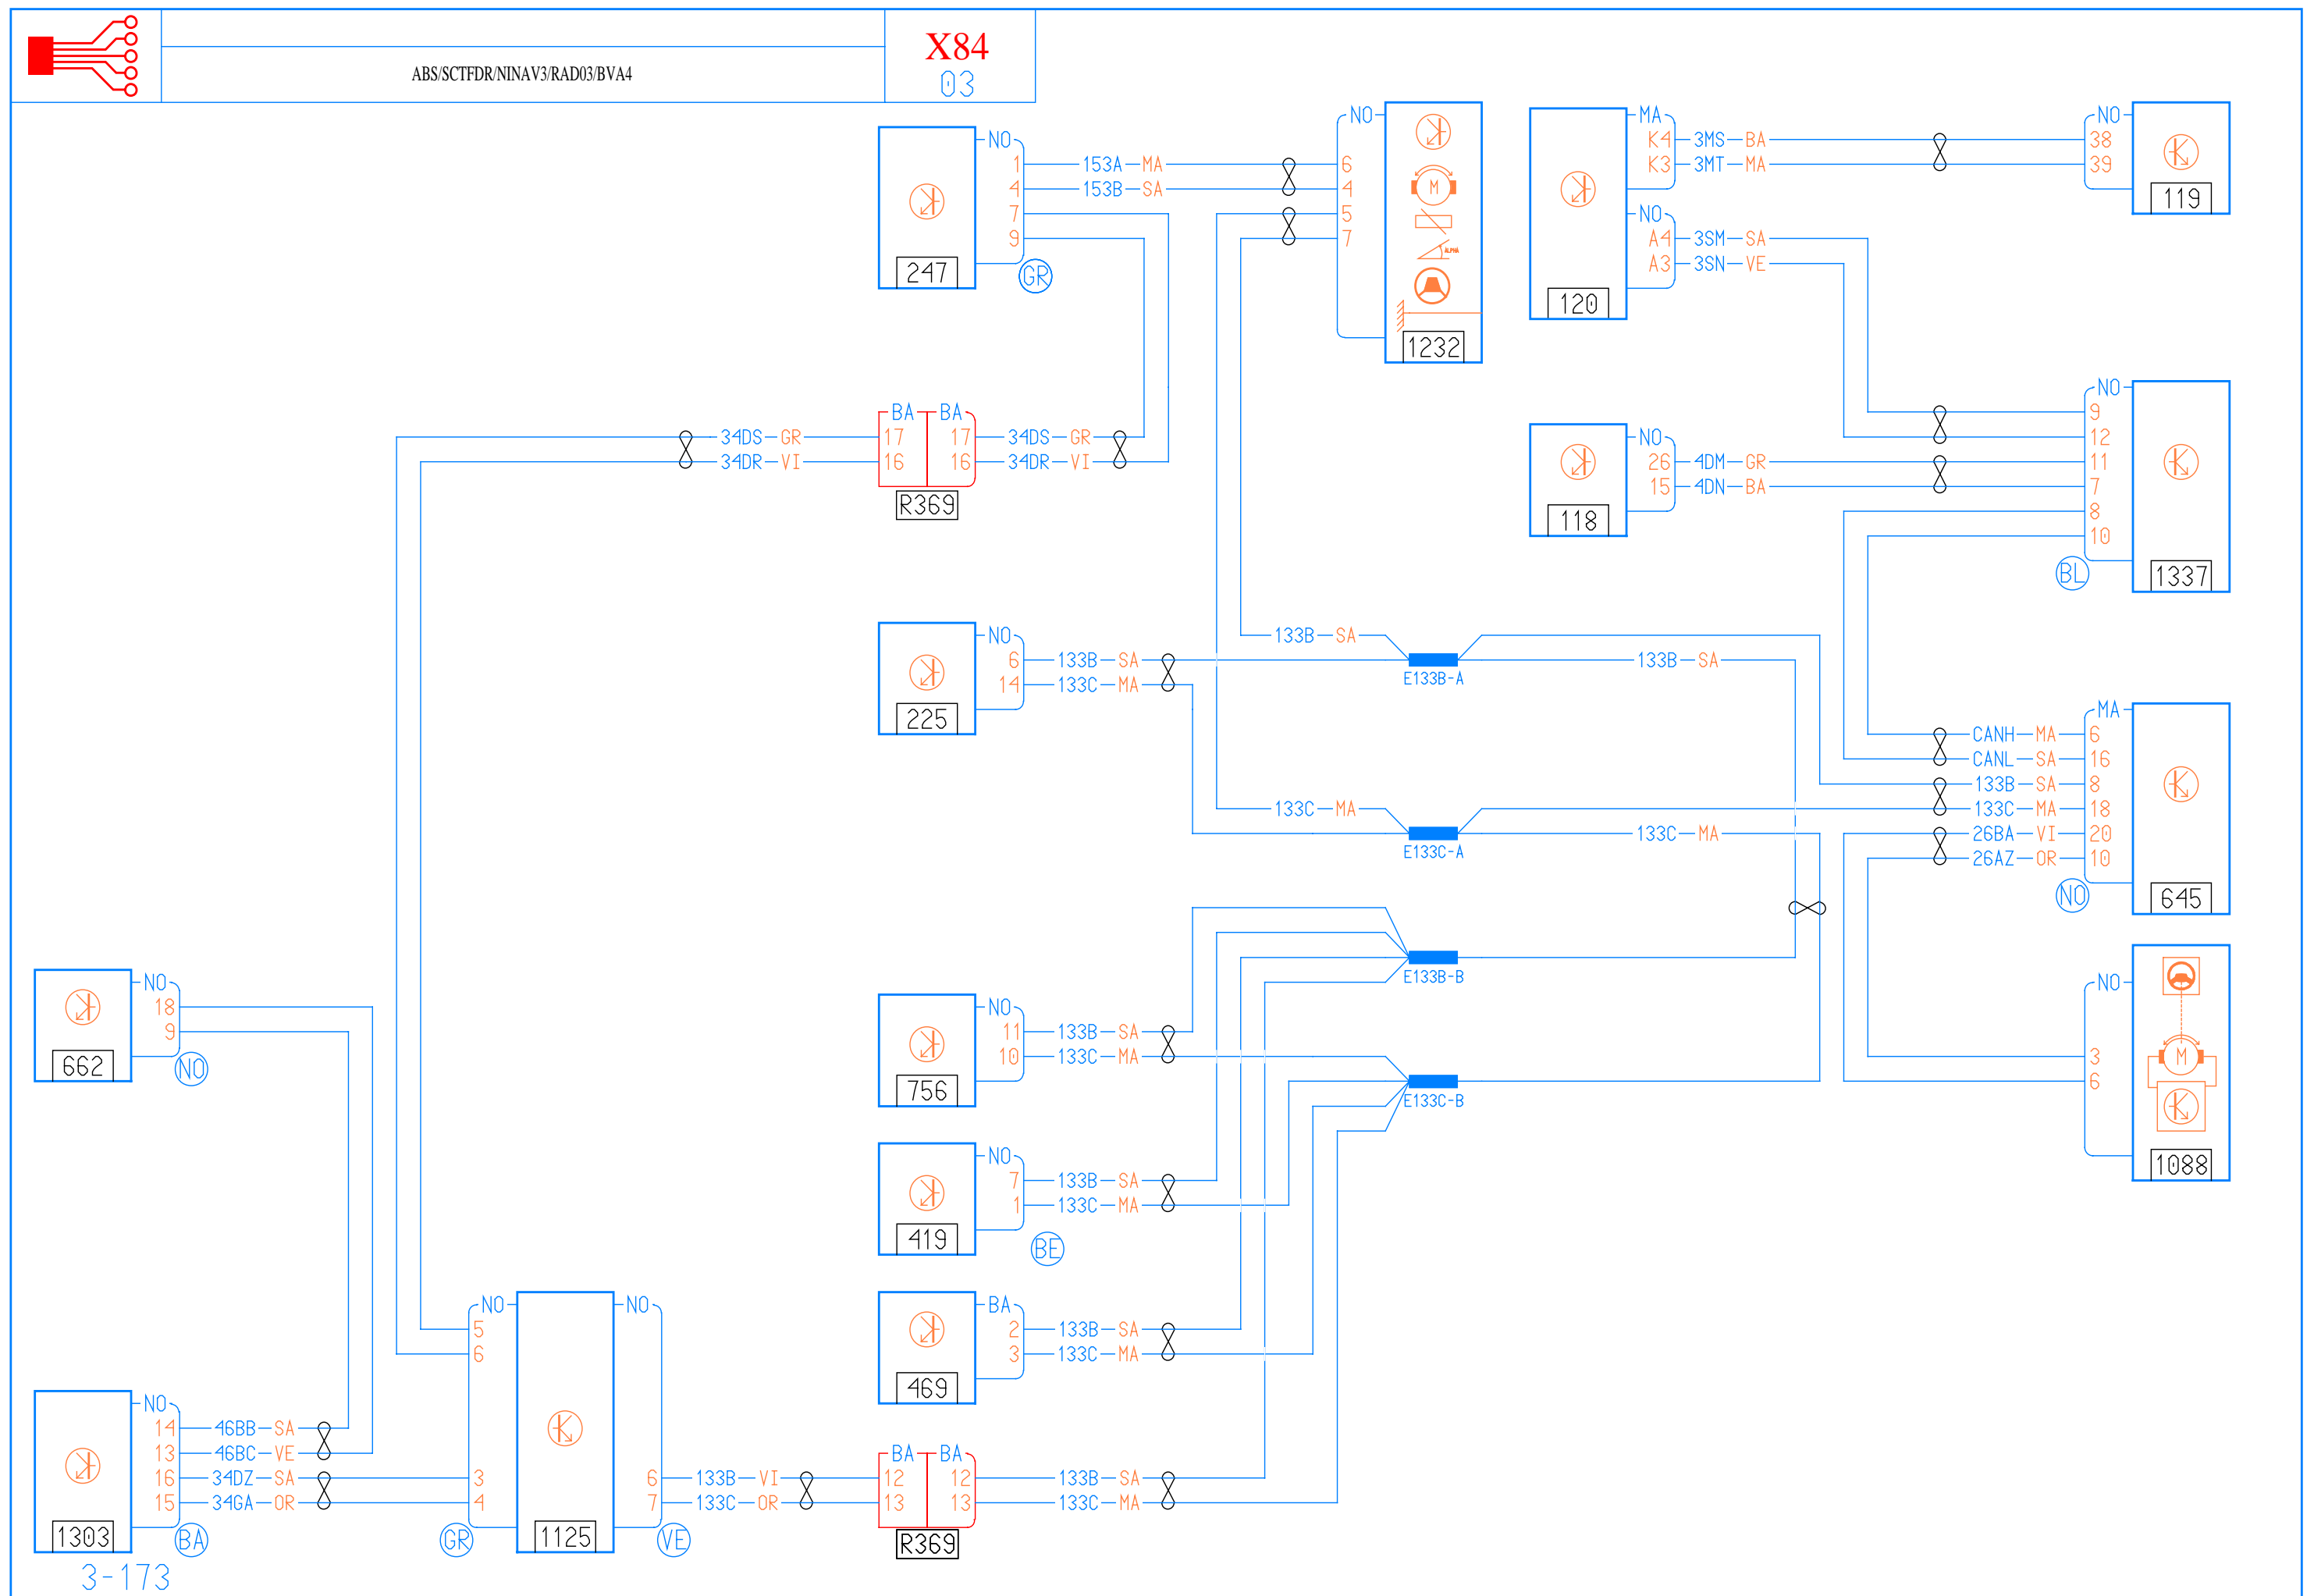 X84
ABS/SCTFDR/NINAV3/RAD03/BVA4
03
NO
1 153A MA
4 153B SA
7
9
GR
247
NO
6
4
5
7
M
ALPHA
1232
MA
K4 3MS BA
K3 3MT MA
NO
A4 3SM SA
A3 3SN VE
120
NO
38
39
119
34DS GR
34DR VI
BA BA
17 17
16 16
R369
34DS GR
34DR VI
NO
26 4DM GR
15 4DN BA
118
NO
9
12
11
7
8
10
BL
1337
NO
6 133B SA
14 133C MA
225
133B SA
E133B-A
133B SA
133C MA
E133C-A
133C MA
MA
CANH MA 6
CANL SA 16
133B SA 8
133C MA 18
26BA VI 20
26AZ OR 10
NO
645
E133B-B
E133C-B
NO
18
9
NO
662
NO
11 133B SA
10 133C MA
756
NO
3
6
M
1088
NO
7 133B SA
1 133C MA
BE
419
BA
2 133B SA
3 133C MA
469
NO
14 46BB SA
13 46BC VE
16 34DZ SA
15 34GA OR
BA
1303
NO NO
5
6
3
4
GR
1125
6 133B VI
7 133C OR
VE
BA BA
12 12
13 13
R369
133B SA
133C MA
3-173